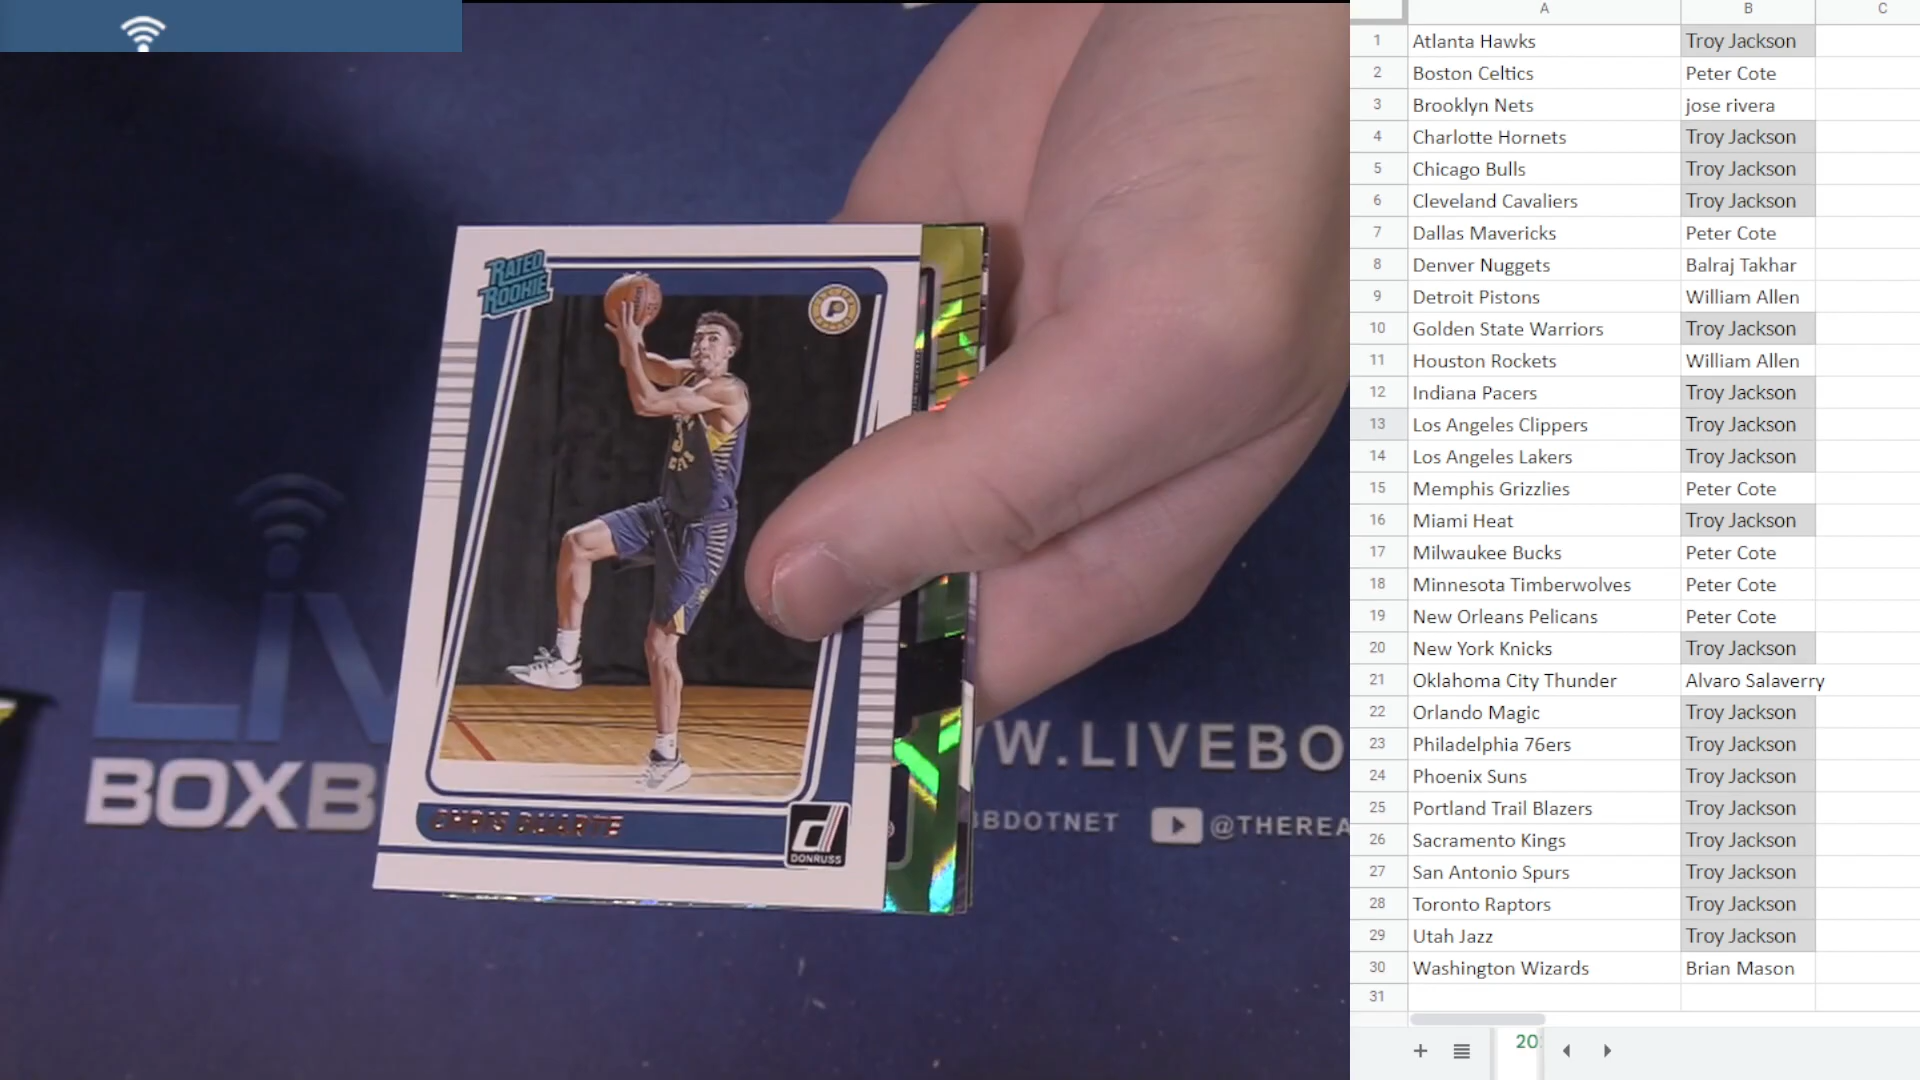 RATED
ROOKIE
CHRIS DUARTE
DONRUSS
LIV
BOXB
WW.LIVEBO
BBDOTNET
@THEREA
A B C
1 Atlanta Hawks Troy Jackson
2 Boston Celtics Peter Cote
3 Brooklyn Nets jose rivera
4 Charlotte Hornets Troy Jackson
5 Chicago Bulls Troy Jackson
6 Cleveland Cavaliers Troy Jackson
7 Dallas Mavericks Peter Cote
8 Denver Nuggets Balraj Takhar
9 Detroit Pistons William Allen
10 Golden State Warriors Troy Jackson
11 Houston Rockets William Allen
12 Indiana Pacers Troy Jackson
13 Los Angeles Clippers Troy Jackson
14 Los Angeles Lakers Troy Jackson
15 Memphis Grizzlies Peter Cote
16 Miami Heat Troy Jackson
17 Milwaukee Bucks Peter Cote
18 Minnesota Timberwolves Peter Cote
19 New Orleans Pelicans Peter Cote
20 New York Knicks Troy Jackson
21 Oklahoma City Thunder Alvaro Salaverry
22 Orlando Magic Troy Jackson
23 Philadelphia 76ers Troy Jackson
24 Phoenix Suns Troy Jackson
25 Portland Trail Blazers Troy Jackson
26 Sacramento Kings Troy Jackson
27 San Antonio Spurs Troy Jackson
28 Toronto Raptors Troy Jackson
29 Utah Jazz Troy Jackson
30 Washington Wizards Brian Mason
31
20